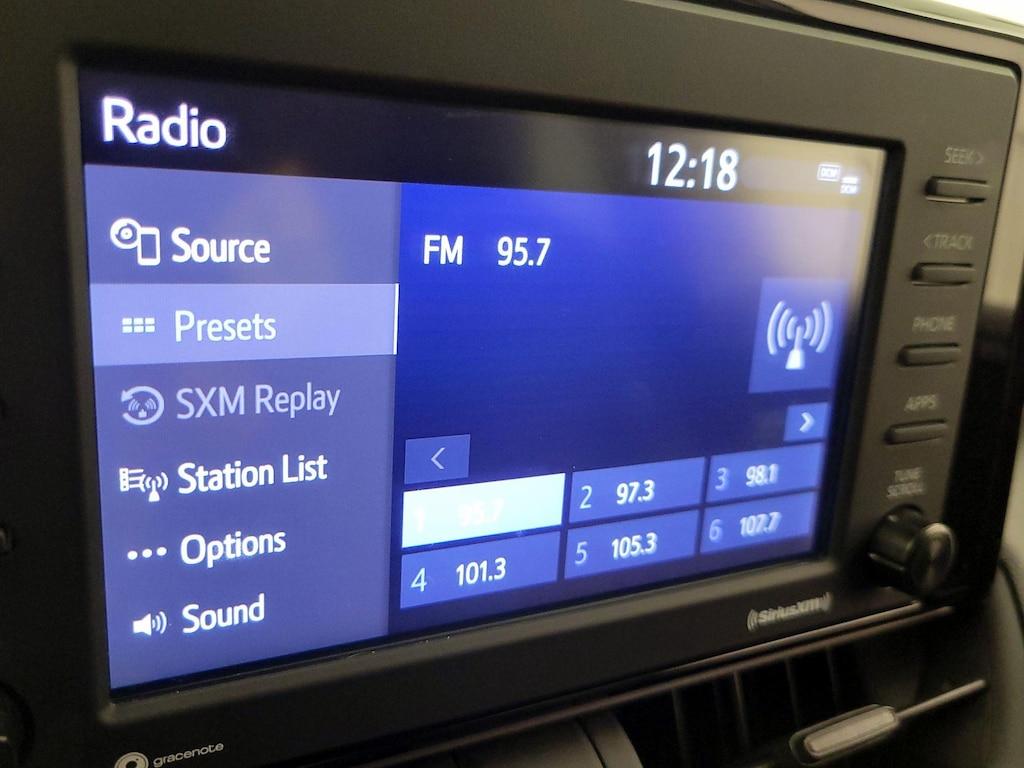 Radio
12:18
DCM
DCM
Source
Presets
SXM Replay
Station List
Options
Sound
FM 95.7
<
>
1 95.7
2 97.3
3 98.1
4 101.3
5 105.3
6 107.7
SEEK>
<TRACK
PHONE
APPS
TUNE
SCROLL
SiriusXM
gracenote